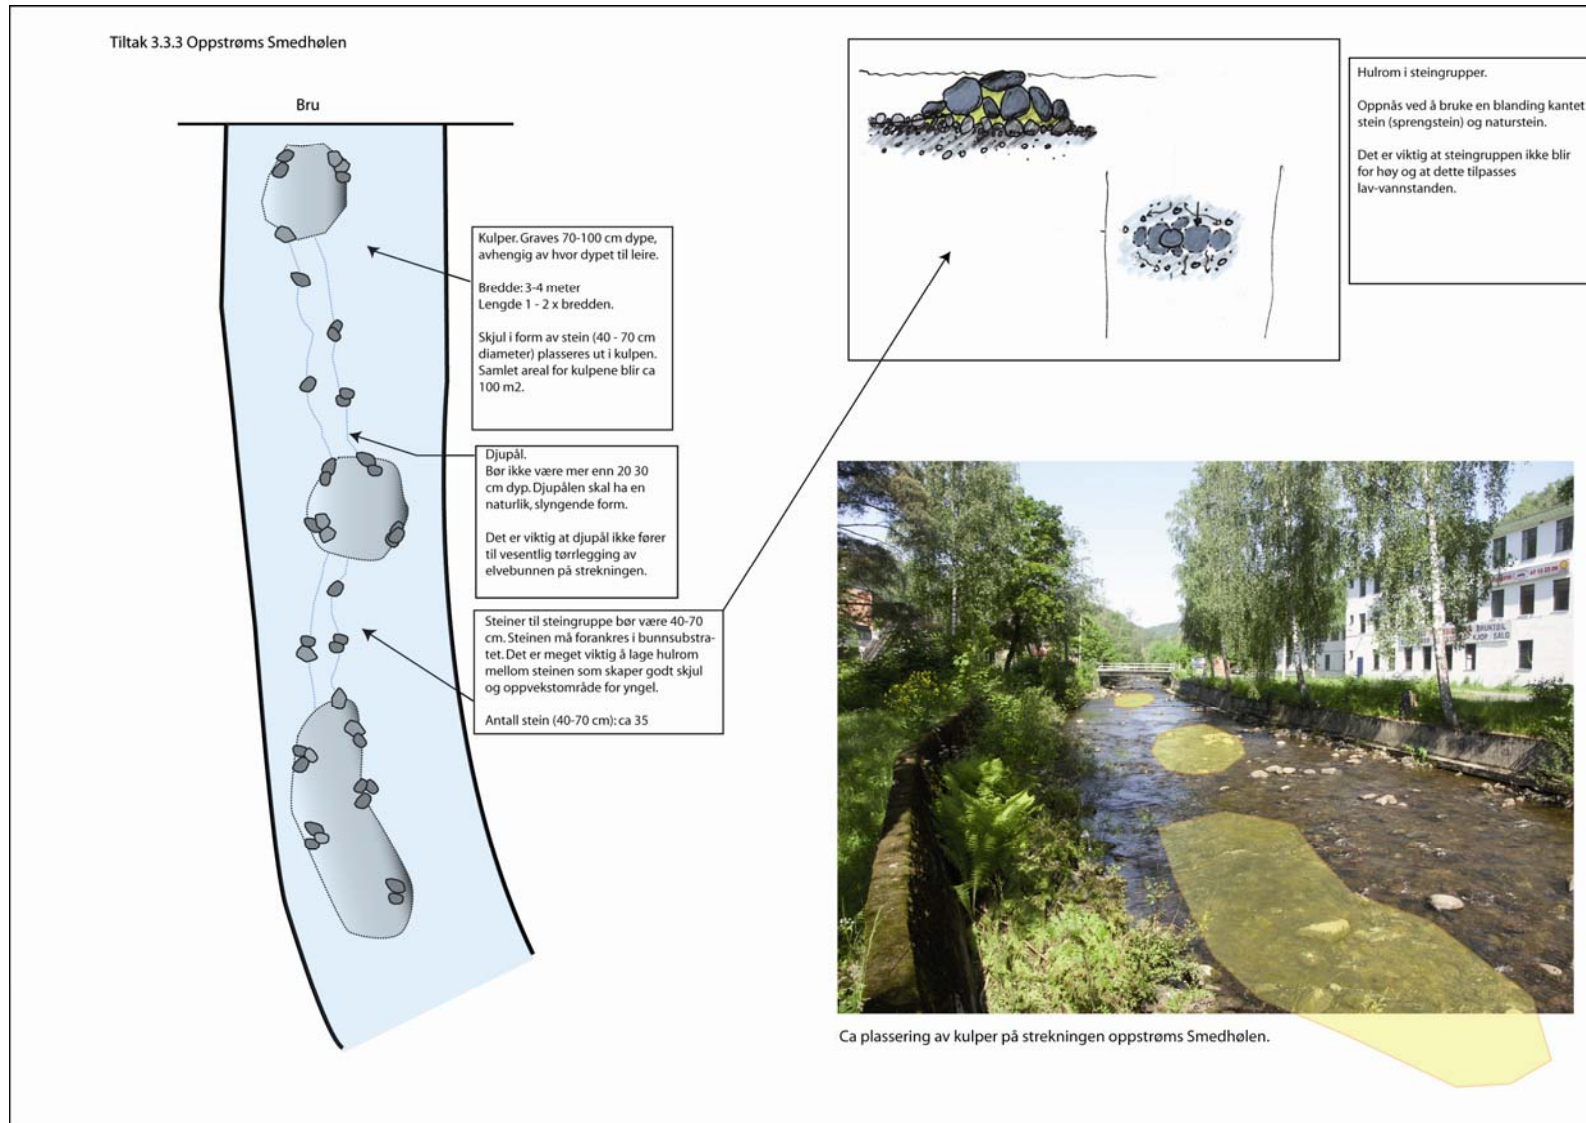 Tiltak 3.3.3 Oppstrøms Smedhølen
Bru
Kulper. Graves 70-100 cm dype,
avhengig av hvor dypet til leire.
Bredde: 3-4 meter
Lengde 1 - 2 x bredden.
Skjul i form av stein (40 - 70 cm
diameter) plasseres ut i kulpen.
Samlet areal for kulpene blir ca
100 m2.
Djupål.
Bør ikke være mer enn 20 30
cm dyp. Djupålen skal ha en
naturlik, slyngende form.
Det er viktig at djupål ikke fører
til vesentlig tørrlegging av
elvebunnen på strekningen.
Steiner til steingruppe bør være 40-70
cm. Steinen må forankres i bunnsubstra-
tet. Det er meget viktig å lage hulrom
mellom steinen som skaper godt skjul
og oppvekstområde for yngel.
Antall stein (40-70 cm): ca 35
Hulrom i steingrupper.
Oppnås ved å bruke en blanding kantet
stein (sprengstein) og naturstein.
Det er viktig at steingruppen ikke blir
for høy og at dette tilpasses
lav-vannstanden.
BRUKTBIL
KJØP SALG
Ca plassering av kulper på strekningen oppstrøms Smedhølen.